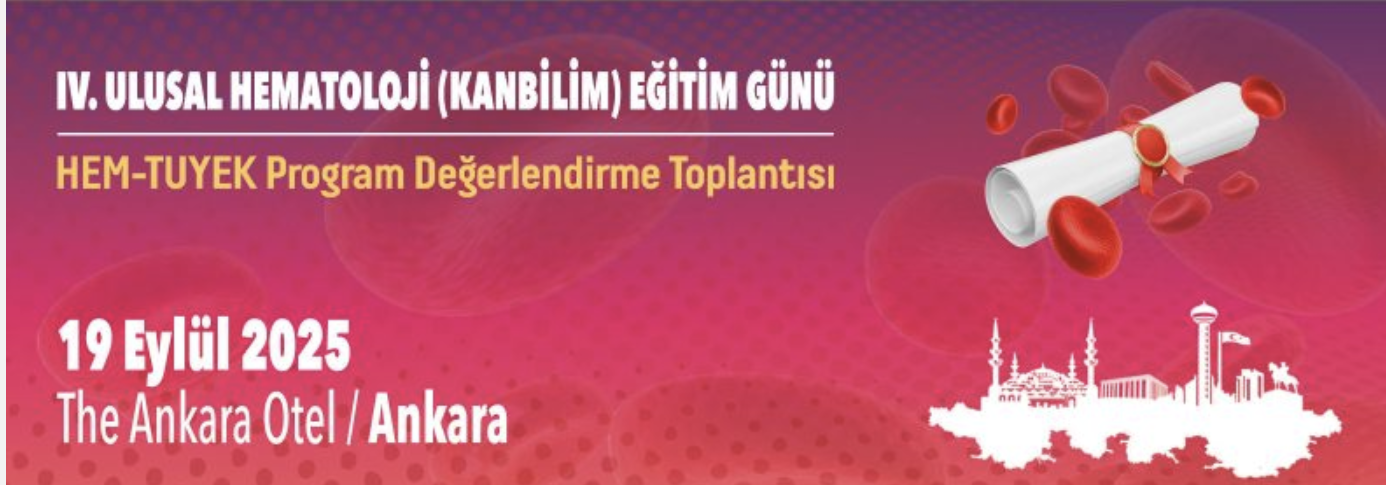 IV. ULUSAL HEMATOLOJİ (KANBİLİM) EĞİTİM GÜNÜ
HEM-TUYEK Program Değerlendirme Toplantısı
19 Eylül 2025
The Ankara Otel / Ankara